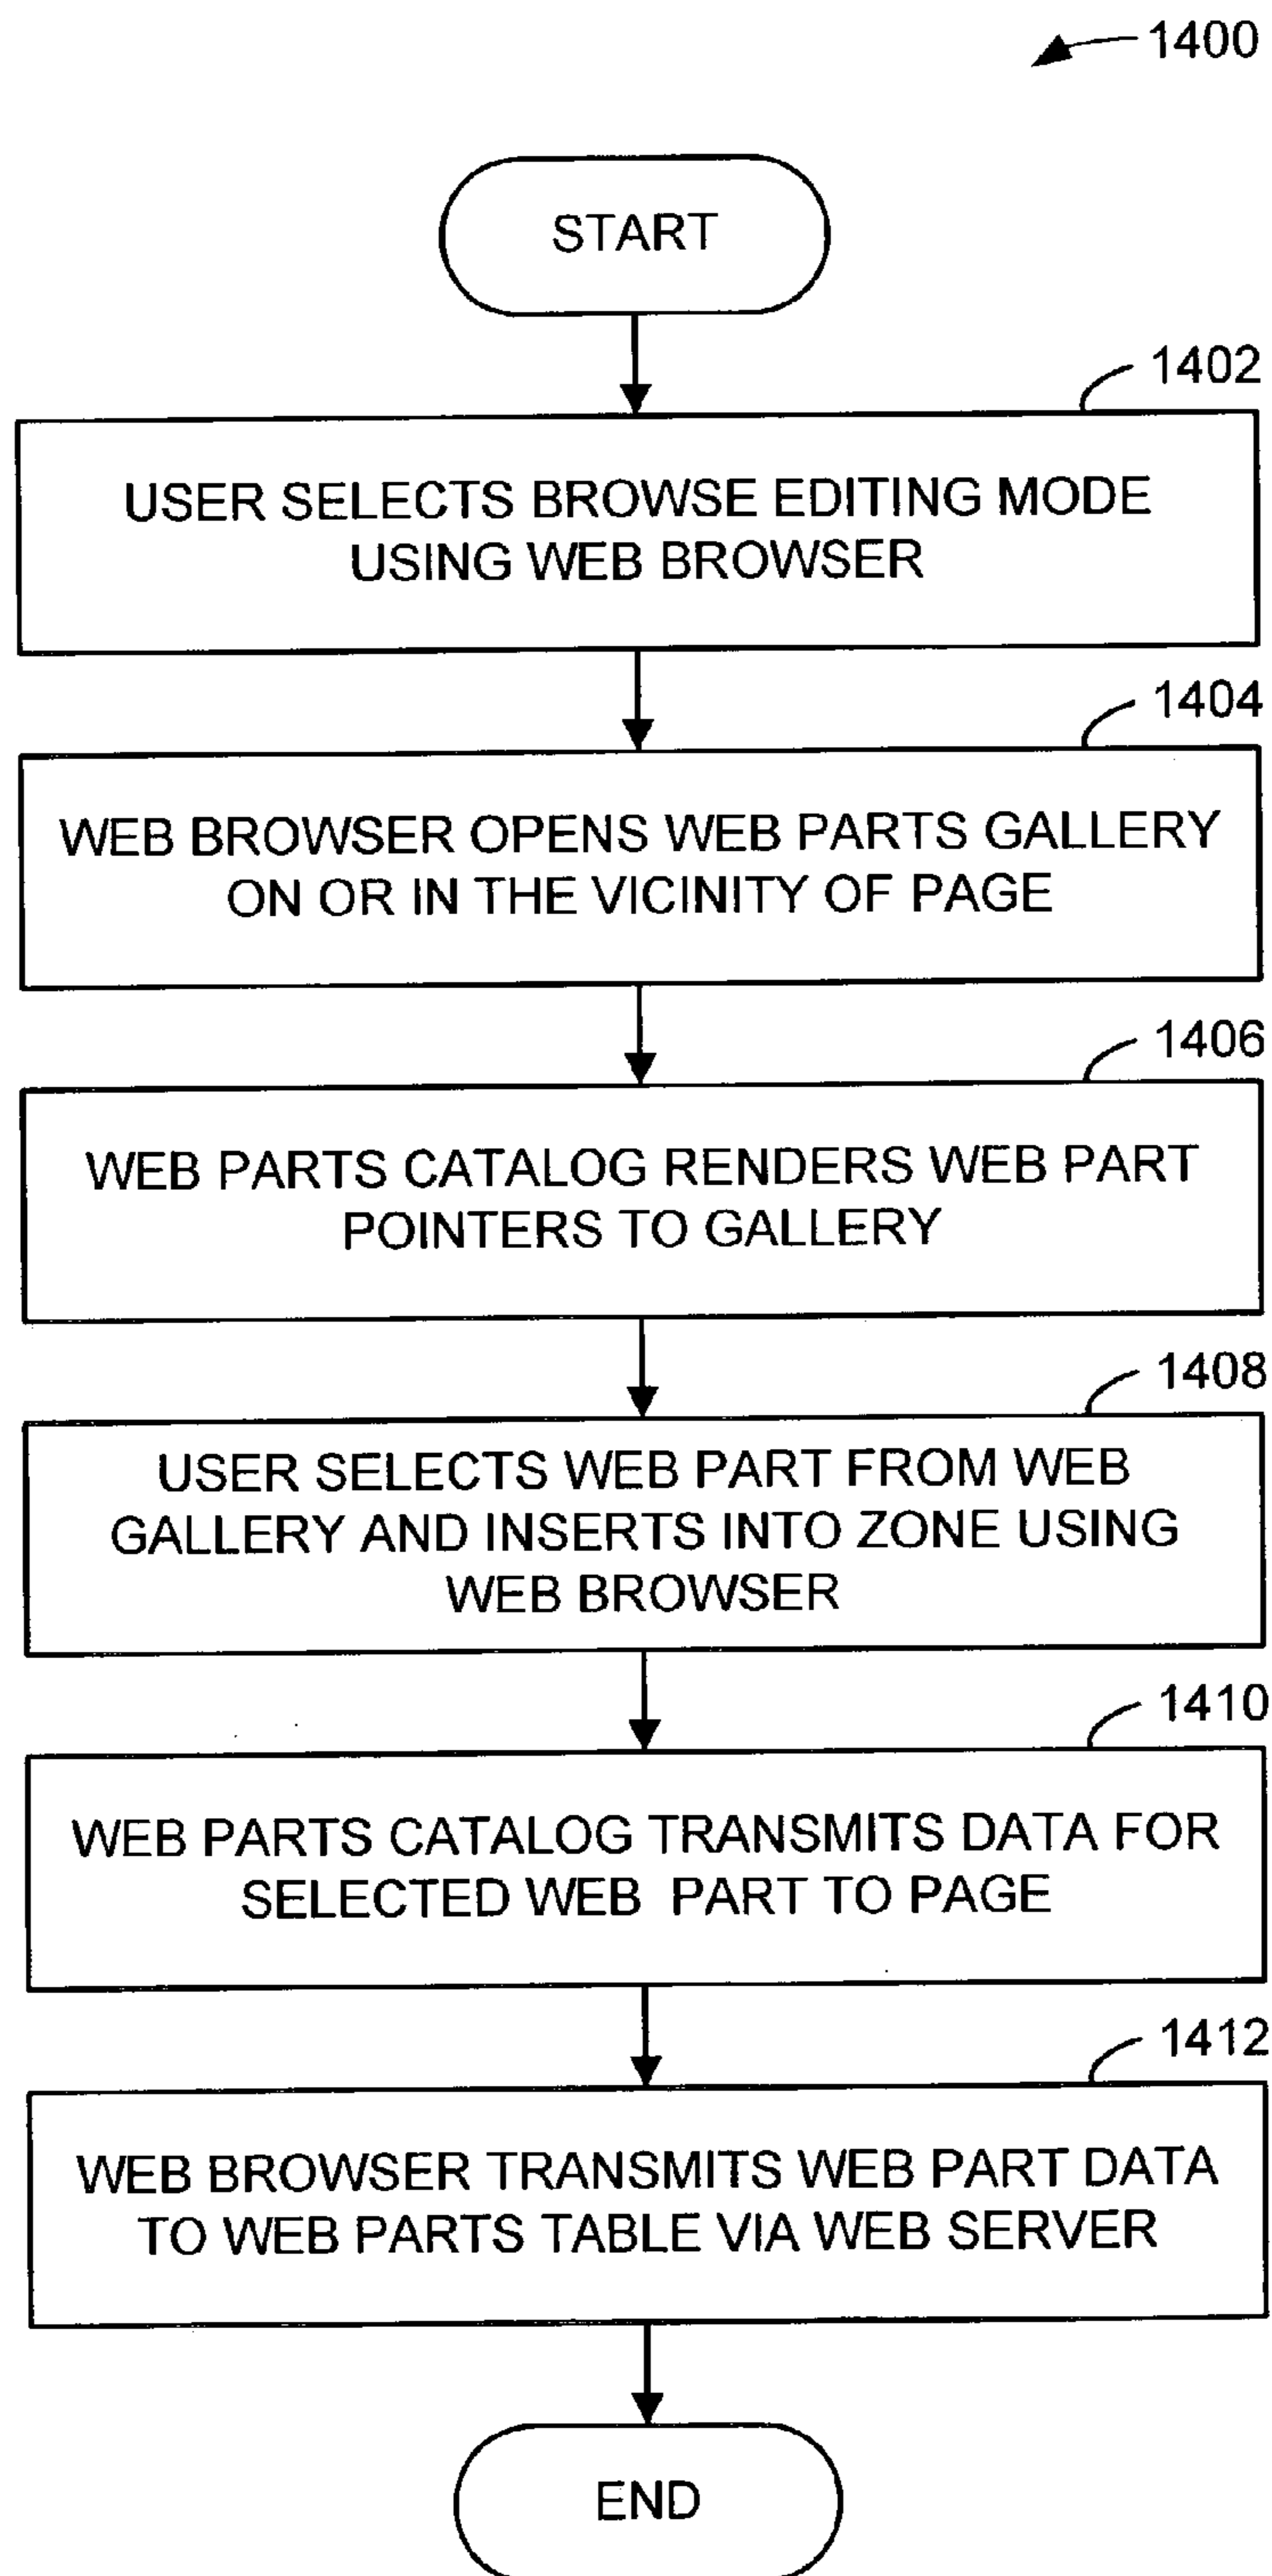 1400
START
1402
USER SELECTS BROWSE EDITING MODE
USING WEB BROWSER
1404
WEB BROWSER OPENS WEB PARTS GALLERY
ON OR IN THE VICINITY OF PAGE
1406
WEB PARTS CATALOG RENDERS WEB PART
POINTERS TO GALLERY
1408
USER SELECTS WEB PART FROM WEB
GALLERY AND INSERTS INTO ZONE USING
WEB BROWSER
1410
WEB PARTS CATALOG TRANSMITS DATA FOR
SELECTED WEB PART TO PAGE
1412
WEB BROWSER TRANSMITS WEB PART DATA
TO WEB PARTS TABLE VIA WEB SERVER
END